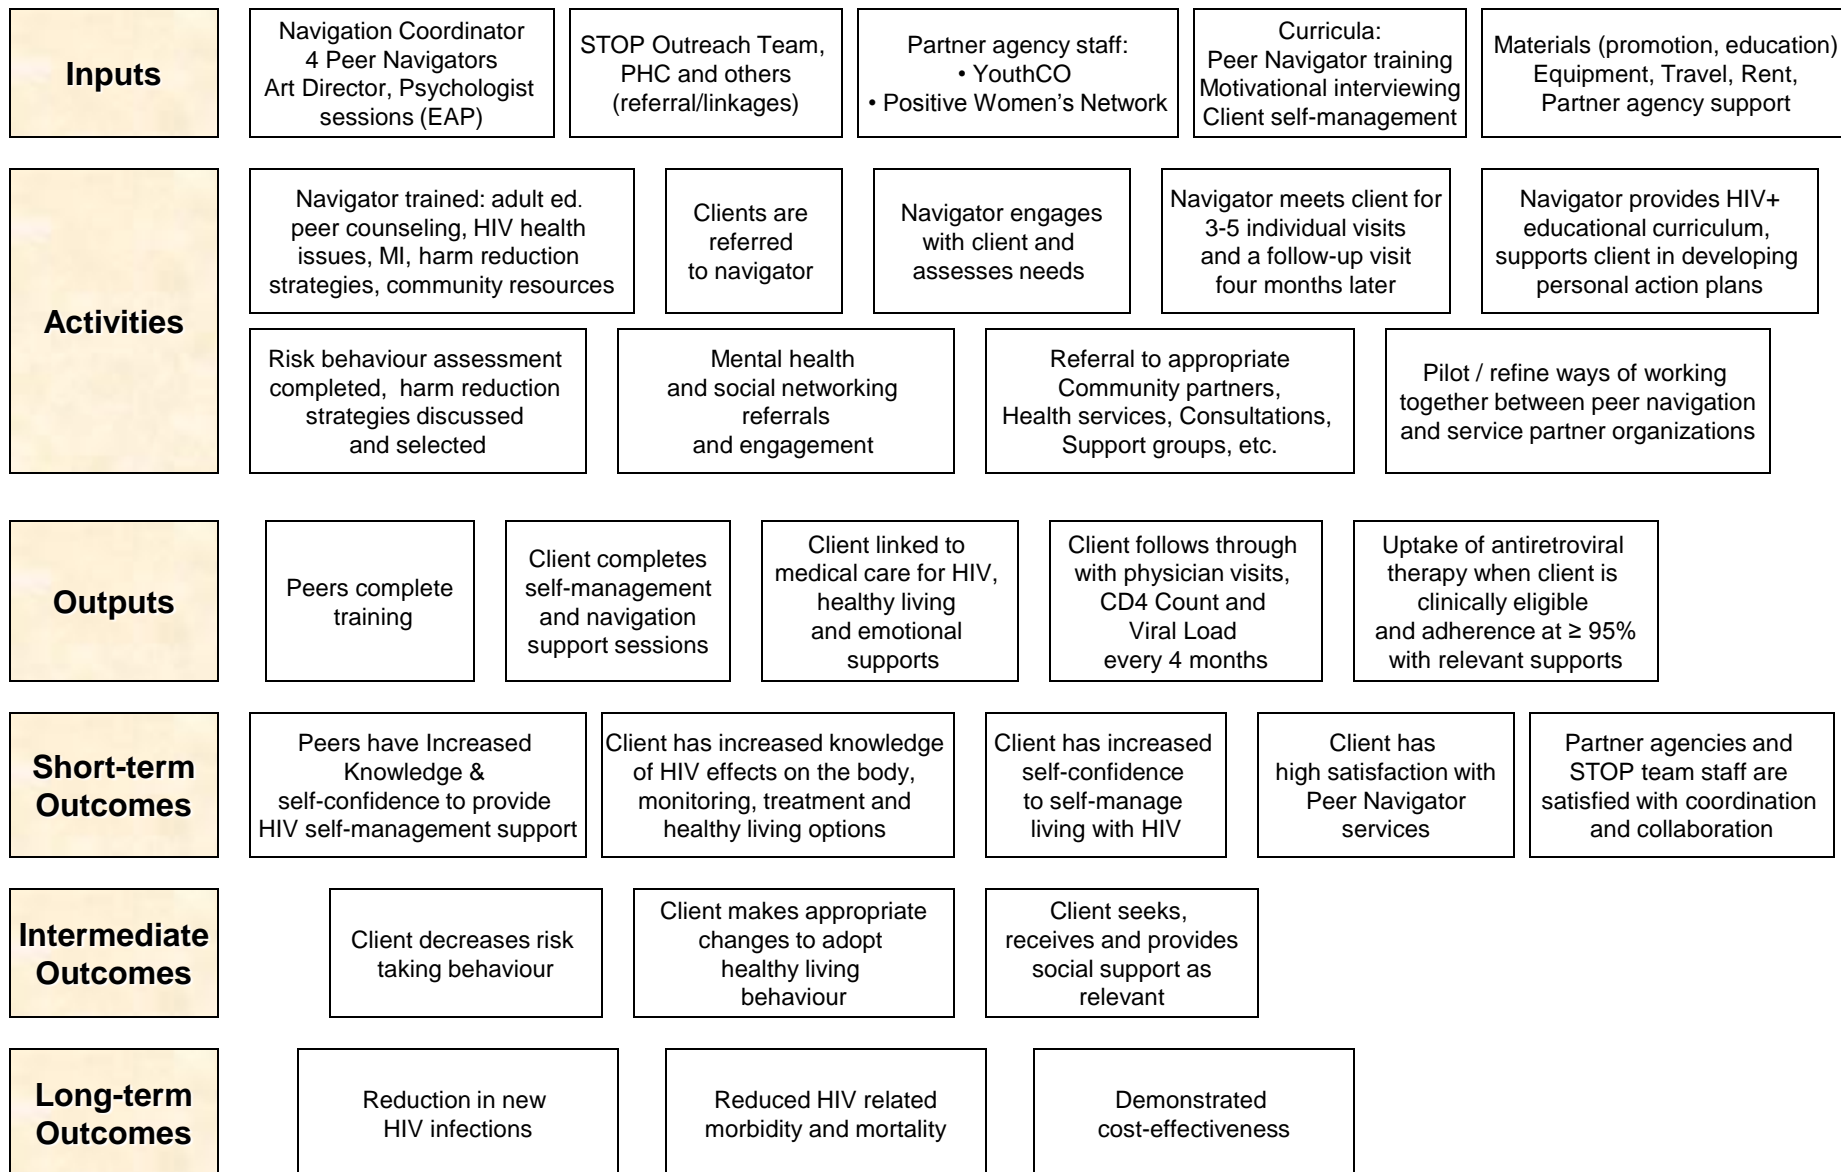 Inputs
Navigation Coordinator
4 Peer Navigators
Art Director, Psychologist
sessions (EAP)
STOP Outreach Team,
PHC and others
(referral/linkages)
Partner agency staff:
• YouthCO
• Positive Women's Network
Curricula:
Peer Navigator training
Motivational interviewing
Client self-management
Materials (promotion, education)
Equipment, Travel, Rent,
Partner agency support
Activities
Navigator trained: adult ed.
peer counseling, HIV health
issues, MI, harm reduction
strategies, community resources
Clients are
referred
to navigator
Navigator engages
with client and
assesses needs
Navigator meets client for
3-5 individual visits
and a follow-up visit
four months later
Navigator provides HIV+
educational curriculum,
supports client in developing
personal action plans
Risk behaviour assessment
completed, harm reduction
strategies discussed
and selected
Mental health
and social networking
referrals
and engagement
Referral to appropriate
Community partners,
Health services, Consultations,
Support groups, etc.
Pilot / refine ways of working
together between peer navigation
and service partner organizations
Outputs
Peers complete
training
Client completes
self-management
and navigation
support sessions
Client linked to
medical care for HIV,
healthy living
and emotional
supports
Client follows through
with physician visits,
CD4 Count and
Viral Load
every 4 months
Uptake of antiretroviral
therapy when client is
clinically eligible
and adherence at ≥ 95%
with relevant supports
Short-term
Outcomes
Peers have Increased
Knowledge &
self-confidence to provide
HIV self-management support
Client has increased knowledge
of HIV effects on the body,
monitoring, treatment and
healthy living options
Client has increased
self-confidence
to self-manage
living with HIV
Client has
high satisfaction with
Peer Navigator
services
Partner agencies and
STOP team staff are
satisfied with coordination
and collaboration
Intermediate
Outcomes
Client decreases risk
taking behaviour
Client makes appropriate
changes to adopt
healthy living
behaviour
Client seeks,
receives and provides
social support as
relevant
Long-term
Outcomes
Reduction in new
HIV infections
Reduced HIV related
morbidity and mortality
Demonstrated
cost-effectiveness